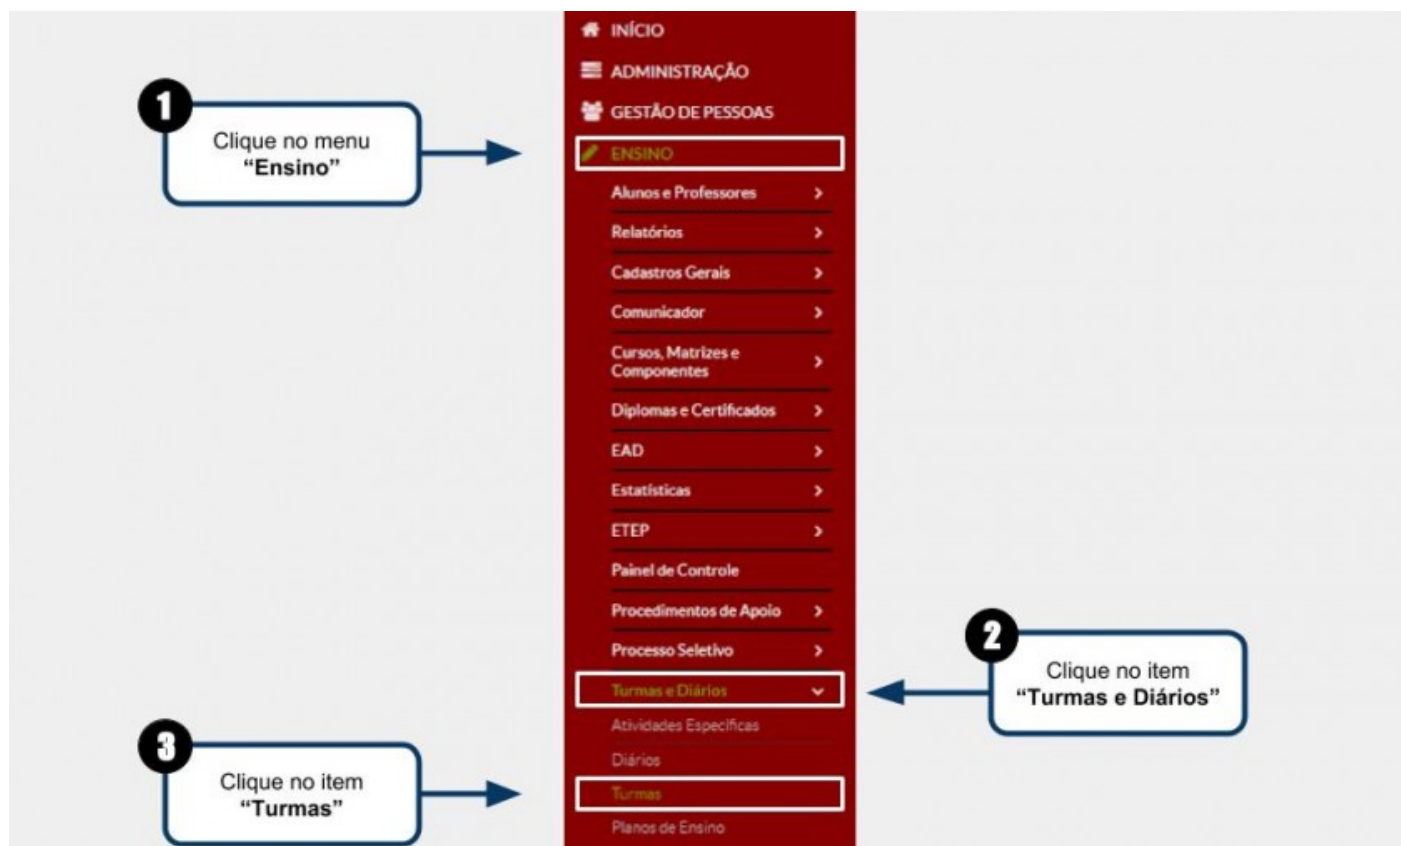 INÍCIO
ADMINISTRAÇÃO
GESTÃO DE PESSOAS
1
Clique no menu
“Ensino”
ENSINO
Alunos e Professores
Relatórios
Cadastros Gerais
Comunicador
Cursos, Matrizes e
Componentes
Diplomas e Certificados
EAD
Estatísticas
ETEP
Painel de Controle
Procedimentos de Apoio
Processo Seletivo
2
Clique no item
“Turmas e Diários”
Turmas e Diários
Atividades Específicas
Diários
3
Clique no item
“Turmas”
Turmas
Planos de Ensino